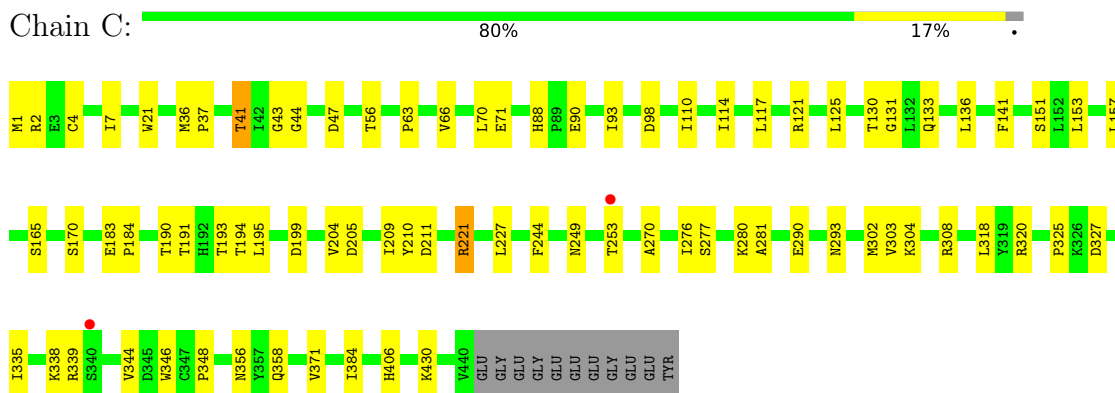 Chain C:
80% 17% •
M1 R2 E3 C4 I7 W21 M36 P37 T41 I42 G43 G44 D47 T56 P63 V66 L70 E71 H88 P89 E90 I93 D98 I110 I114 L117 R121 L125 T130 G131 L132 Q133 L136 F141 S151 L152 L153 L157
S165 S170 E183 P184 T190 T191 H192 T193 T194 L195 D199 V204 D205 I209 Y210 D211 R221 L227 F244 N249 T253 A270 I276 S277 K280 A281 E290 N293 M302 V303 K304 R308 L318 Y319 R320 P325 K326 D327
I335 K338 R339 S340 V344 D345 W346 C347 P348 N356 Y357 Q358 V371 I384 H406 K430 V440 GLU GLY GLU GLY GLU GLU GLU GLY GLU GLU TYR